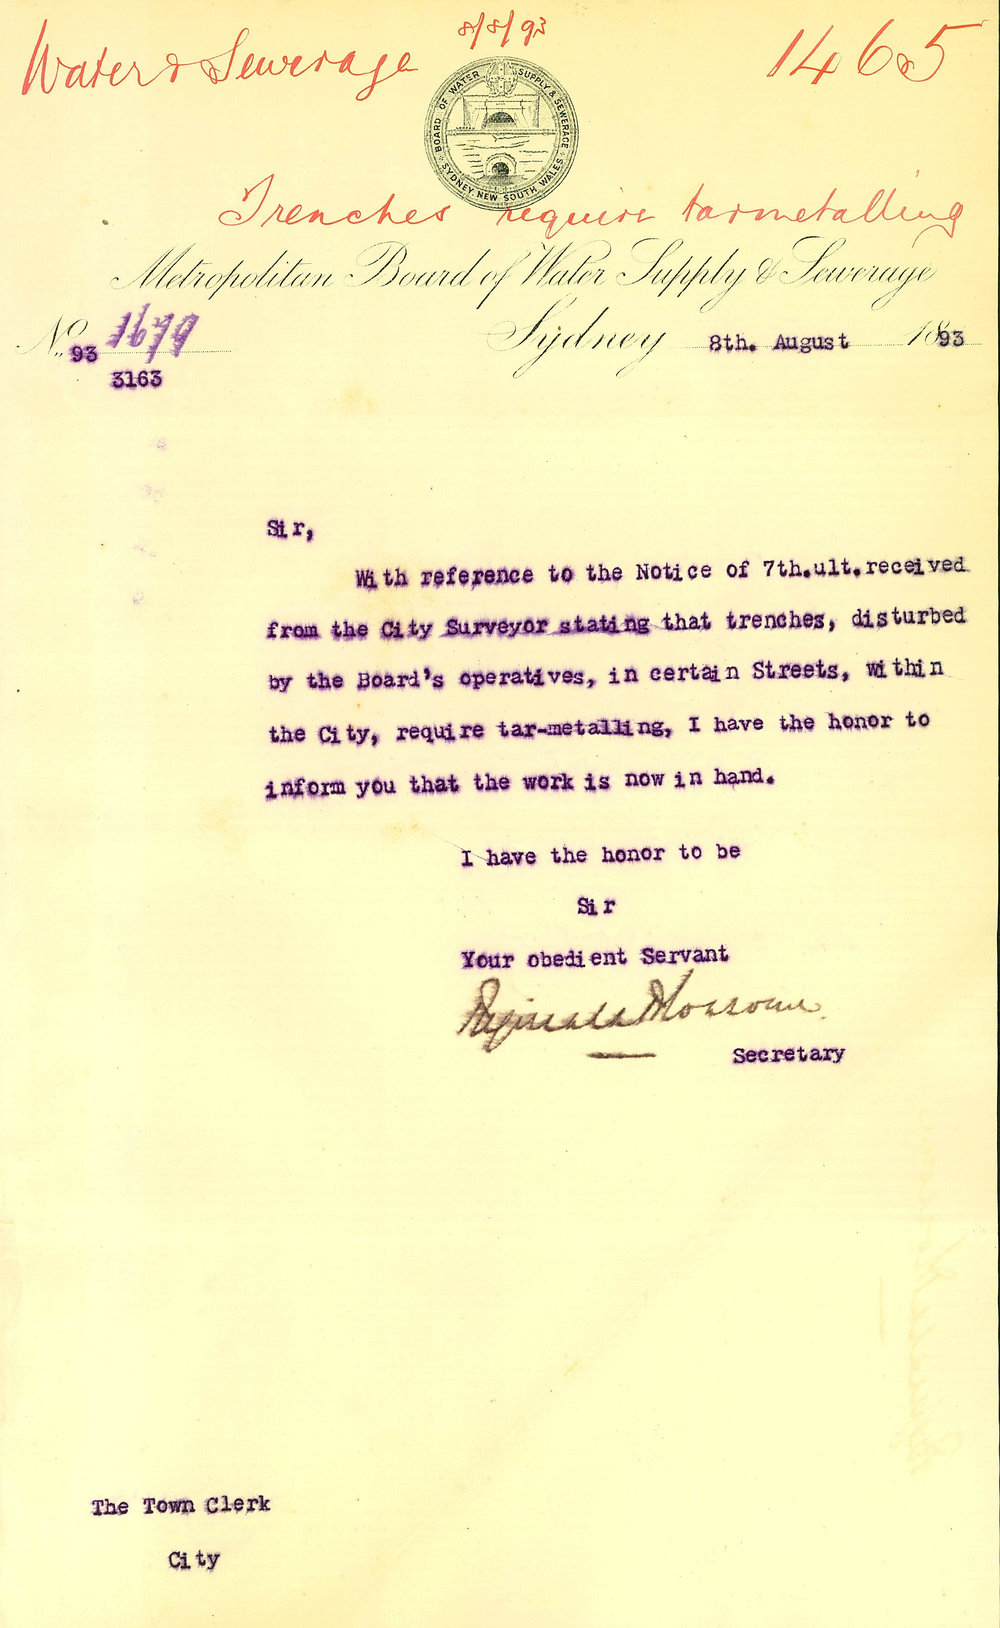 8/8/93
Water & Sewerage
1465
BOARD OF WATER SUPPLY & SEWERAGE
SYDNEY, NEW SOUTH WALES
Trenches require tarmetalling
Metropolitan Board of Water Supply & Sewerage
No. 93
3163
Sydney 8th. August 1893
Sir,
With reference to the Notice of 7th.ult.received
from the City Surveyor stating that trenches, disturbed
by the Board's operatives, in certain Streets, within
the City, require tar-metalling, I have the honor to
inform you that the work is now in hand.
I have the honor to be
Sir
Your obedient Servant
Secretary
The Town Clerk
City